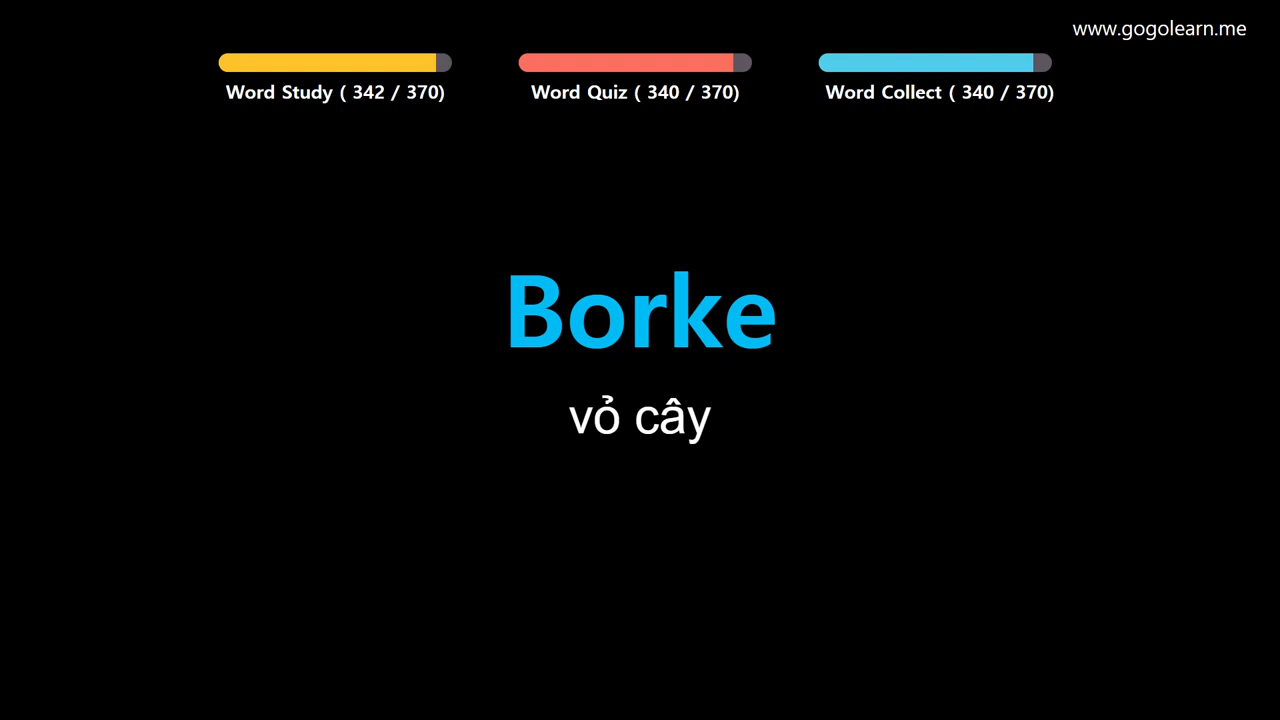 www.gogolearn.me
Word Study ( 342 / 370)
Word Quiz ( 340 / 370)
Word Collect ( 340 / 370)
Borke
vỏ cây